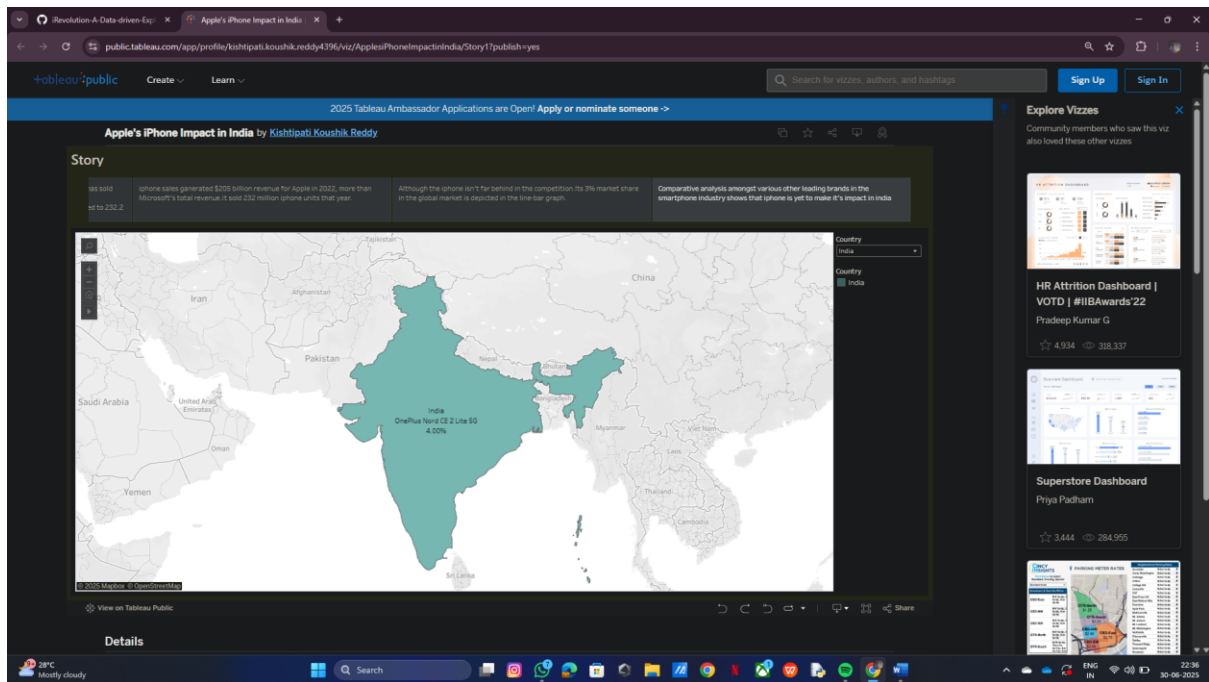 iRevolution-A-Data-driven-Expl
Apple's iPhone Impact in India |
public.tableau.com/app/profile/kishtipati.koushik.reddy4396/viz/ApplesiPhoneImpactinIndia/Story1?publish=yes
tableau public
Create
Learn
Search for vizzes, authors, and hashtags
Sign Up
Sign In
2025 Tableau Ambassador Applications are Open! Apply or nominate someone ->
Apple's iPhone Impact in India by Kishtipati Koushik Reddy
Story
has sold
ed to 232.2
Iphone sales ganerated $205 billion revenue for Apple in 2022, more than
Microsoft's total revenue.It sold 232 million iphone units that year.
Although the iphone isn't far behind in the competition.Its 3% market share
in the global market is depicted in the line-bar graph.
Comparative analysis amongst various other leading brands in the
smartphone industry shows that iphone is yet to make it's impact in india
Country
India
Country
India
Tajikistan
China
Iran
Afghanistan
Pakistan
Nepal
Bhutan
Saudi Arabia
United Arab
Emirates
Bangladesh
India
OnePlus Nord CE 2 Lite 5G
4.00%
Myanmar
Viet Nam
Oman
Laos
Yemen
Thailand
Cambodia
Sri Lanka
© 2025 Mapbox © OpenStreetMap
View on Tableau Public
Share
Details
Explore Vizzes
Community members who saw this viz
also loved these other vizzes
HR ATTRITION DASHBOARD
HR Attrition Dashboard |
VOTD | #IIBAwards'22
Pradeep Kumar G
4,934
318,337
Superstore Dashboard
Priya Padham
3,444
284,955
PARKING METER RATES
28°C
Mostly cloudy
Search
ENG
IN
22:36
30-06-2025